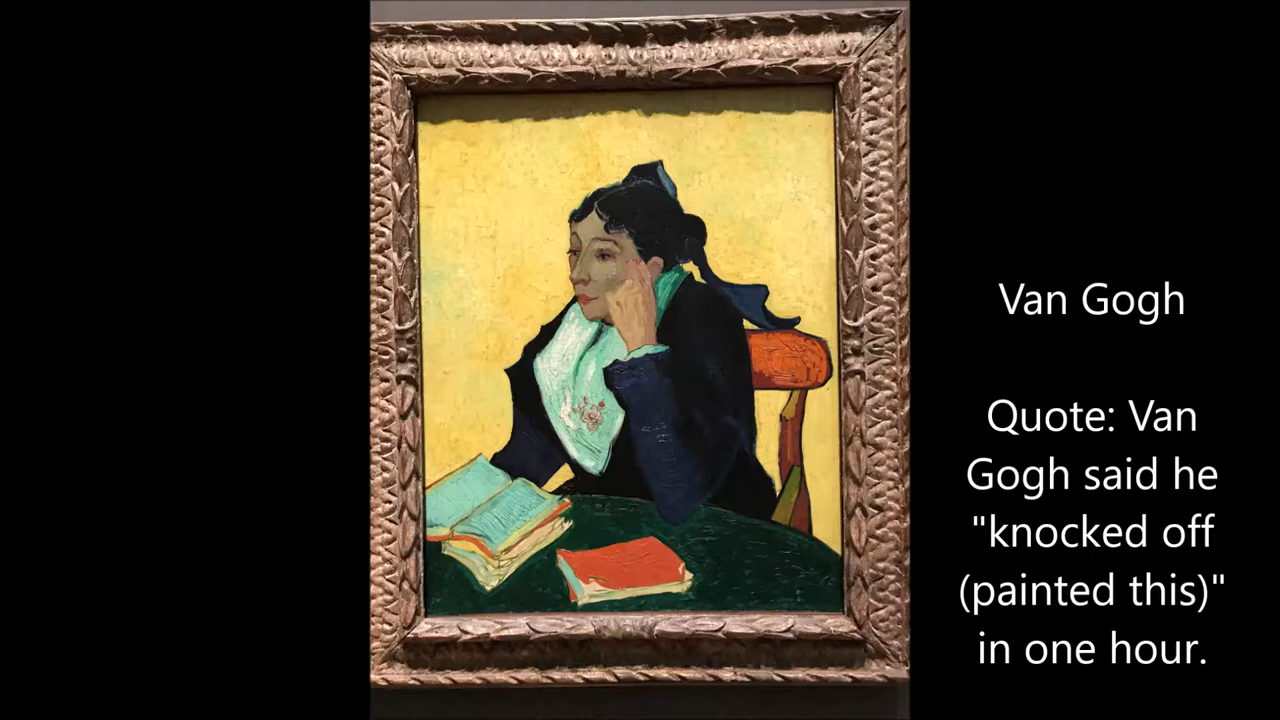 Van Gogh
Quote: Van
Gogh said he
"knocked off
(painted this)"
in one hour.